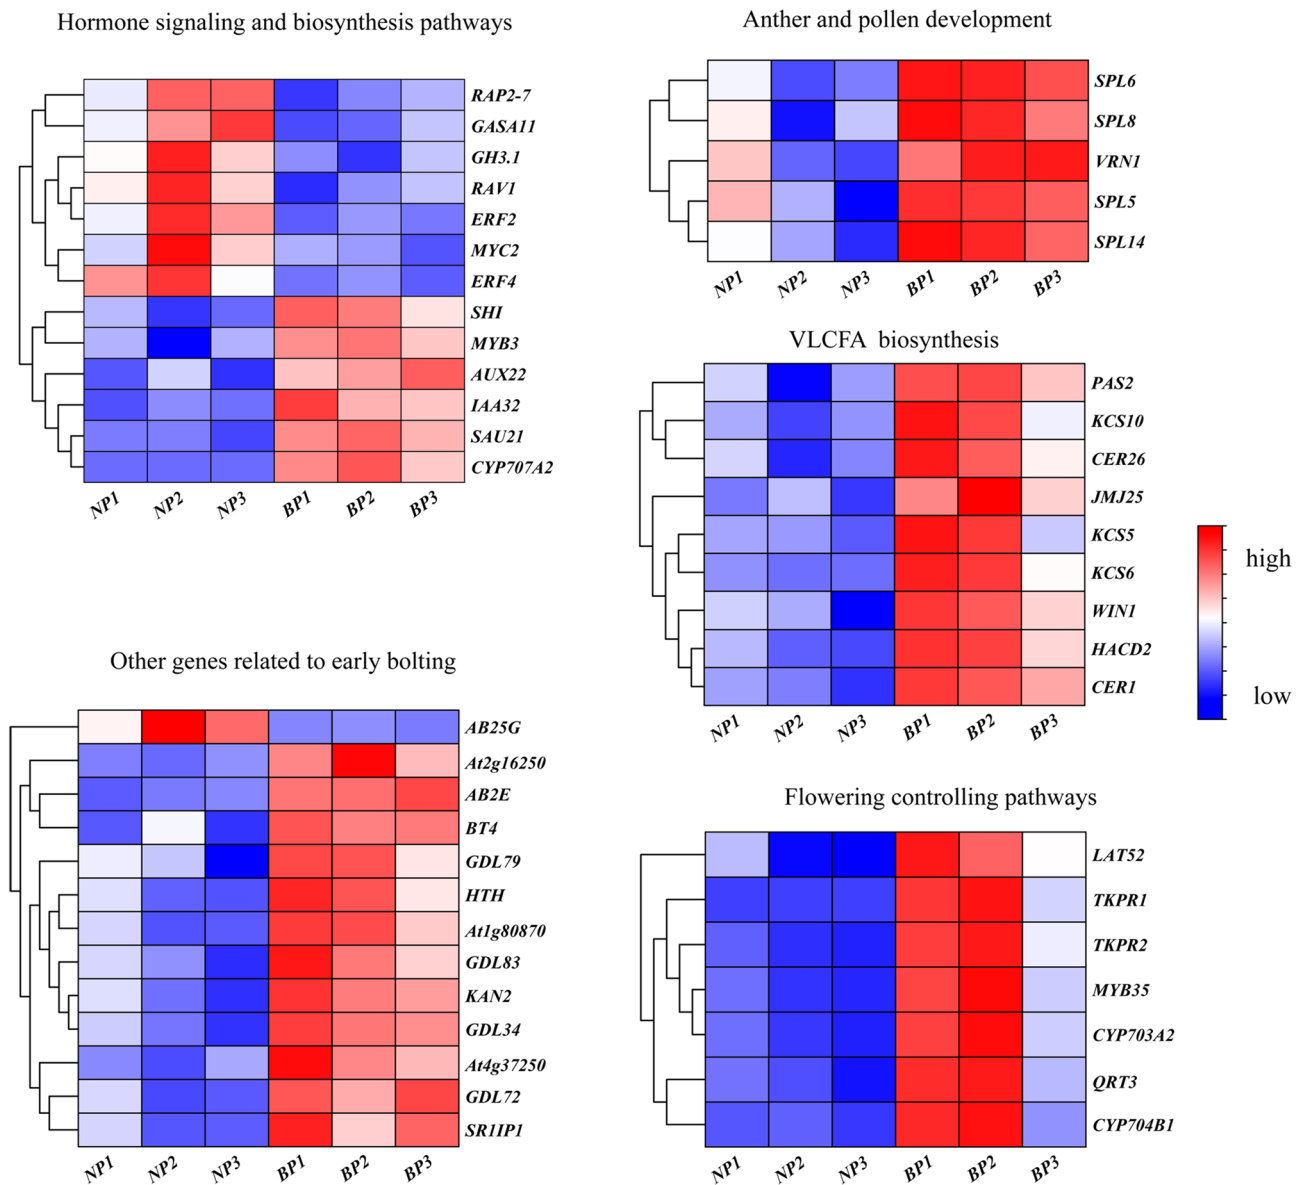 Hormone signaling and biosynthesis pathways
RAP2-7
GASA11
GH3.1
RAV1
ERF2
MYC2
ERF4
SHI
MYB3
AUX22
IAA32
SAU21
CYP707A2
NP1 NP2 NP3 BP1 BP2 BP3
Anther and pollen development
SPL6
SPL8
VRN1
SPL5
SPL14
NP1 NP2 NP3 BP1 BP2 BP3
VLCFA biosynthesis
PAS2
KCS10
CER26
JMJ25
KCS5
KCS6
WIN1
HACD2
CER1
NP1 NP2 NP3 BP1 BP2 BP3
high
low
Other genes related to early bolting
AB25G
At2g16250
AB2E
BT4
GDL79
HTH
At1g80870
GDL83
KAN2
GDL34
At4g37250
GDL72
SR1IP1
NP1 NP2 NP3 BP1 BP2 BP3
Flowering controlling pathways
LAT52
TKPR1
TKPR2
MYB35
CYP703A2
QRT3
CYP704B1
NP1 NP2 NP3 BP1 BP2 BP3